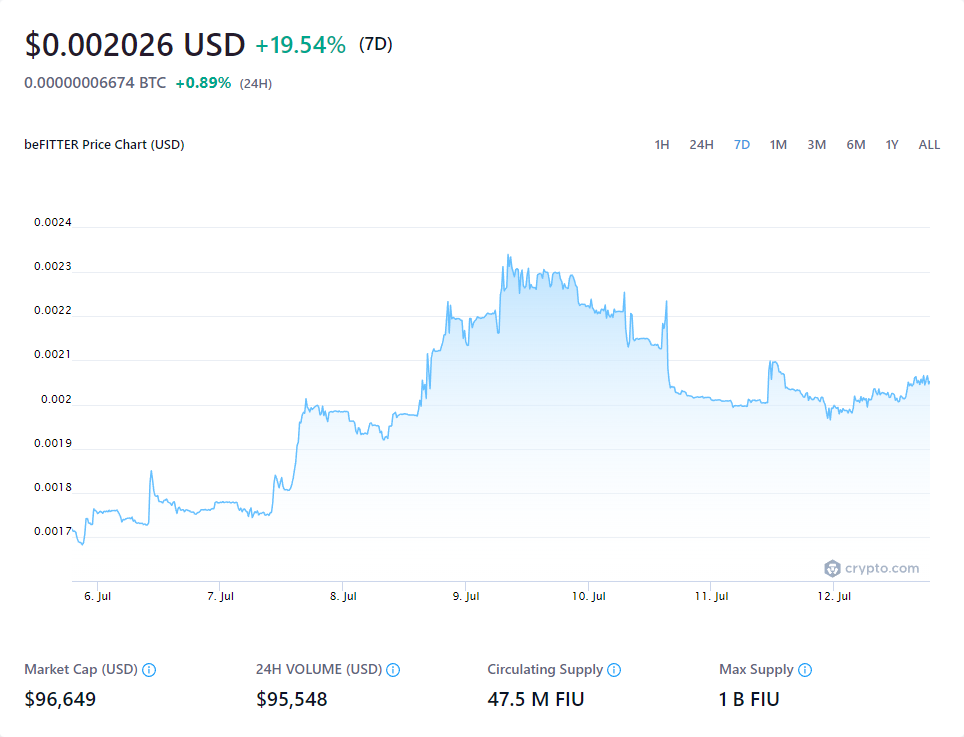 $0.002026 USD +19.54% (7D)
0.00000006674 BTC +0.89% (24H)
beFITTER Price Chart (USD) 1H 24H 7D 1M 3M 6M 1Y ALL
0.0024
0.0023
0.0022
0.0021
0.002
0.0019
0.0018
0.0017
crypto.com
6. Jul 7. Jul 8. Jul 9. Jul 10. Jul 11. Jul 12. Jul
Market Cap (USD) 24H VOLUME (USD) Circulating Supply Max Supply
$96,649 $95,548 47.5 M FIU 1 B FIU